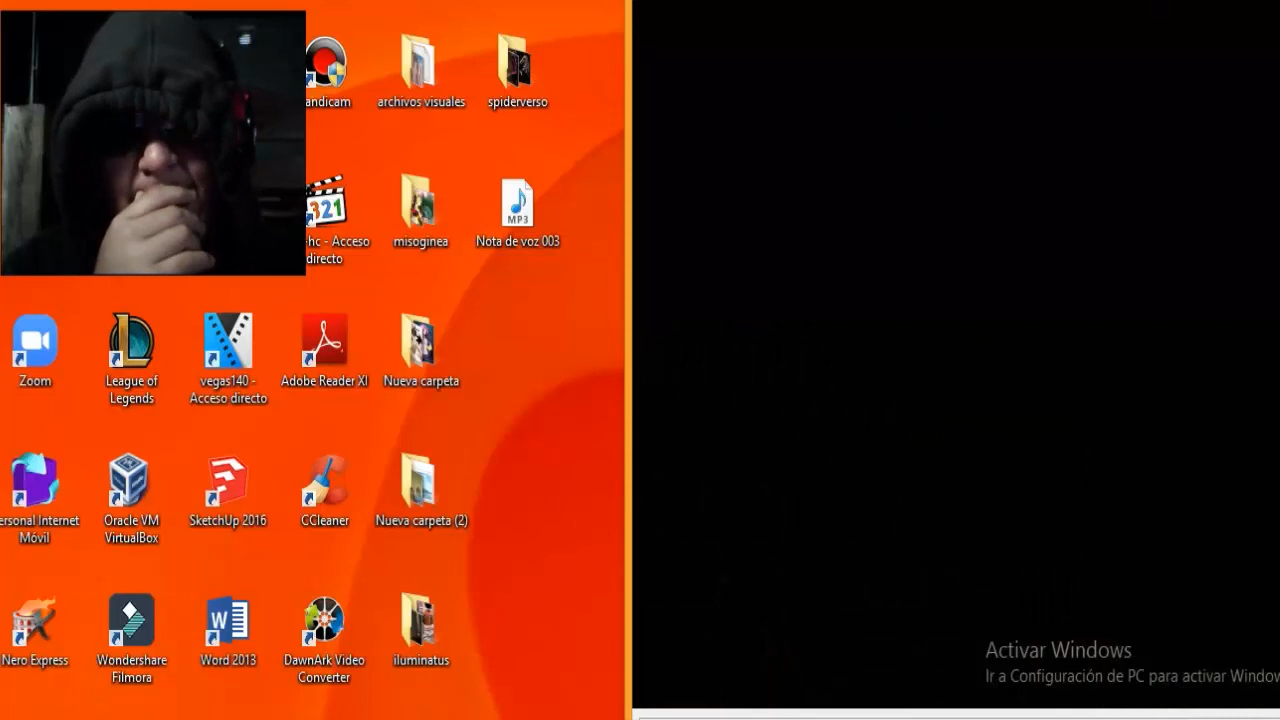 andicam
archivos visuales
spiderverso
321
-hc - Acceso
directo
misoginea
MP3
Nota de voz 003
Zoom
League of
Legends
vegas140 -
Acceso directo
Adobe Reader XI
Nueva carpeta
ersonal Internet
Móvil
Oracle VM
VirtualBox
SketchUp 2016
CCleaner
Nueva carpeta (2)
Nero Express
Wondershare
Filmora
Word 2013
DawnArk Video
Converter
iluminatus
Activar Windows
Ir a Configuración de PC para activar Window